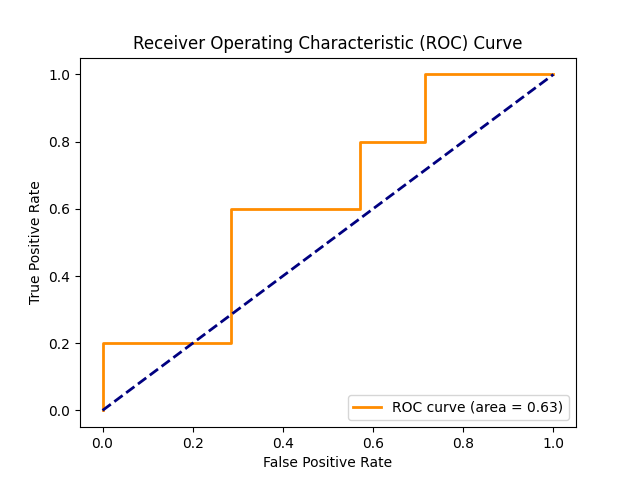 Receiver Operating Characteristic (ROC) Curve
1.0
0.8
0.6
0.4
0.2
0.0
True Positive Rate
ROC curve (area = 0.63)
0.0 0.2 0.4 0.6 0.8 1.0
False Positive Rate